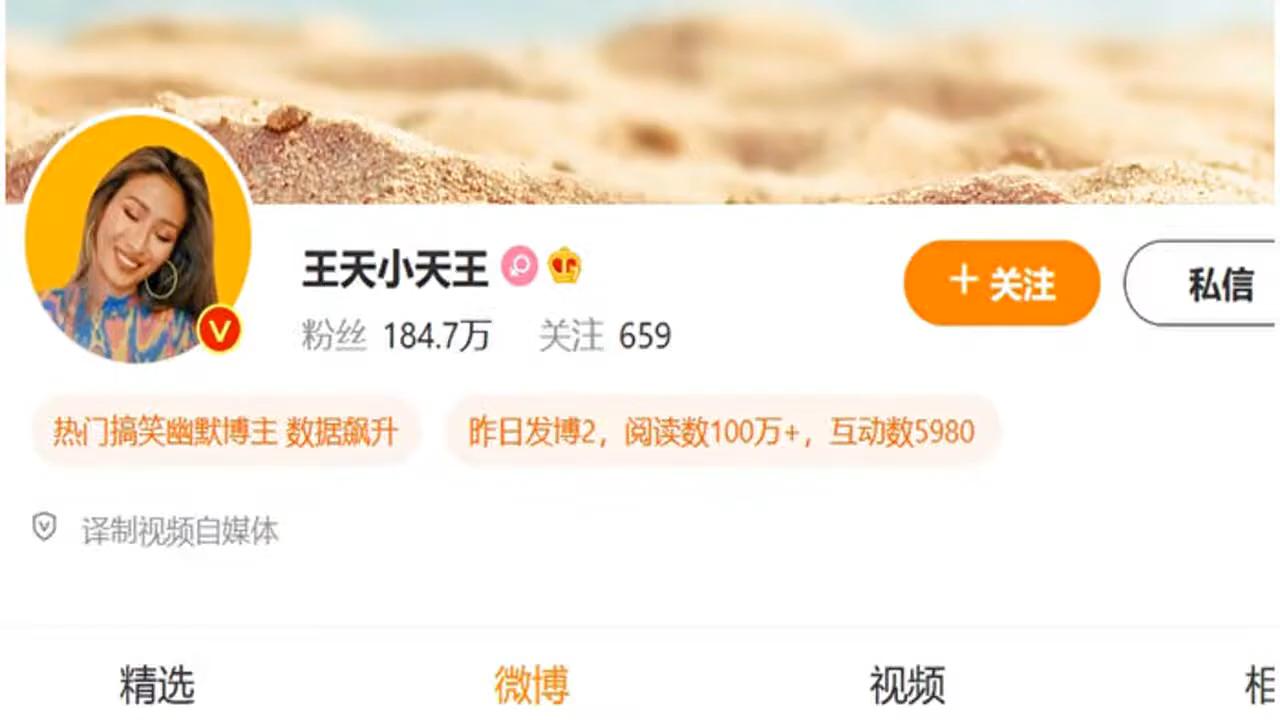 王天小天王
+ 关注
私信
粉丝 184.7万 关注 659
热门搞笑幽默博主 数据飙升
昨日发博2，阅读数100万+，互动数5980
译制视频自媒体
精选
微博
视频
相